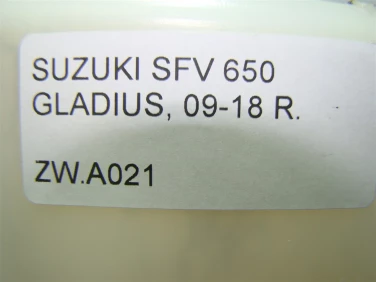 SUZUKI SFV 650
GLADIUS, 09-18 R.
ZW.A021